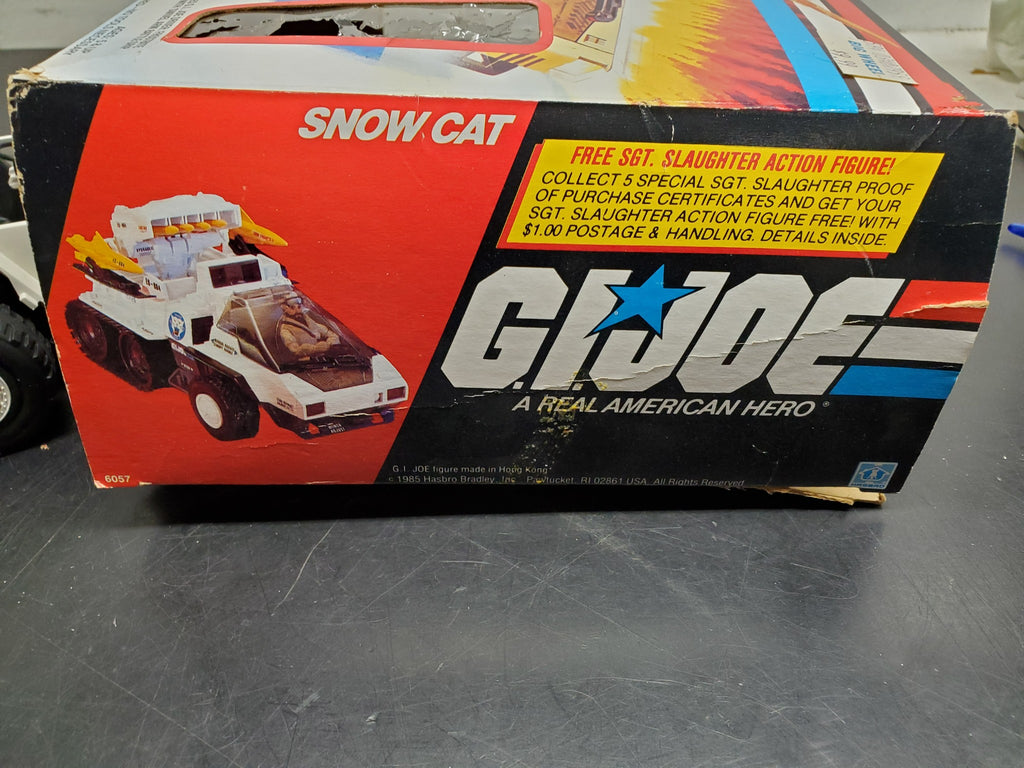 BIG WHEEL
SNOW CAT
FREE SGT. SLAUGHTER ACTION FIGURE!
COLLECT 5 SPECIAL SGT. SLAUGHTER PROOF
OF PURCHASE CERTIFICATES AND GET YOUR
SGT. SLAUGHTER ACTION FIGURE FREE! WITH
$1.00 POSTAGE & HANDLING. DETAILS INSIDE.
G.I. JOE
A REAL AMERICAN HERO®
6057
G.I. JOE figure made in Hong Kong
c 1985 Hasbro Bradley, Inc., Pawtucket, RI 02861 USA. All Rights Reserved